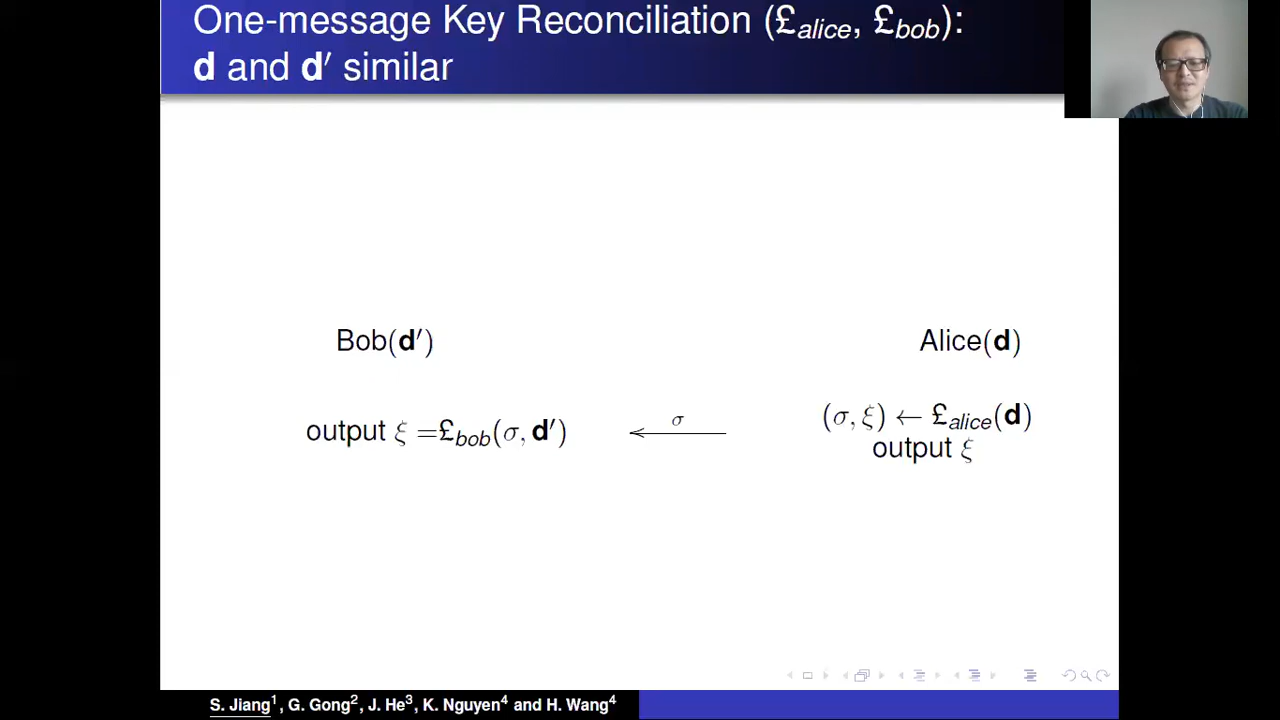 One-message Key Reconciliation (£alice, £bob):
d and d′ similar
Bob(d′)
Alice(d)
(σ, ξ) ← £alice(d)
output ξ =£bob(σ, d′)
σ
output ξ
S. Jiang¹, G. Gong², J. He³, K. Nguyen⁴ and H. Wang⁴